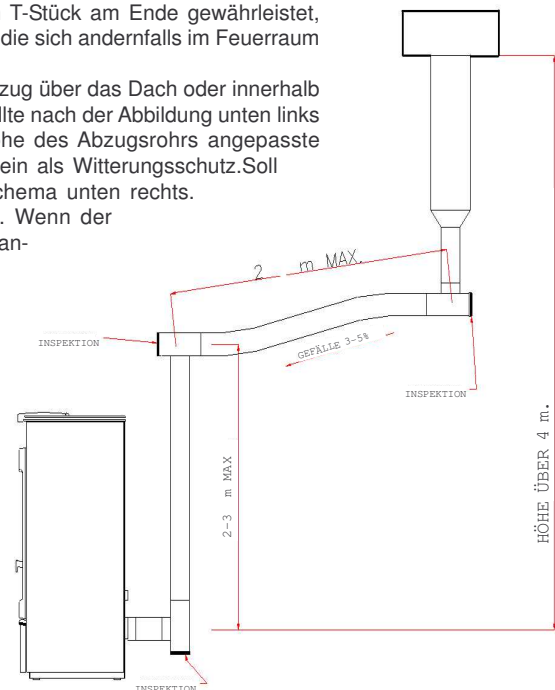 T-Stück am Ende gewährleistet,
die sich andernfalls im Feuerraum
zug über das Dach oder innerhalb
llte nach der Abbildung unten links
he des Abzugsrohrs angepasste
ein als Witterungsschutz.Soll
chema unten rechts.
. Wenn der
an-
2 m MAX.
INSPEKTION
GEFÄLLE 3-5%
INSPEKTION
2-3 m MAX
HÖHE ÜBER 4 m.
INSPEKTION